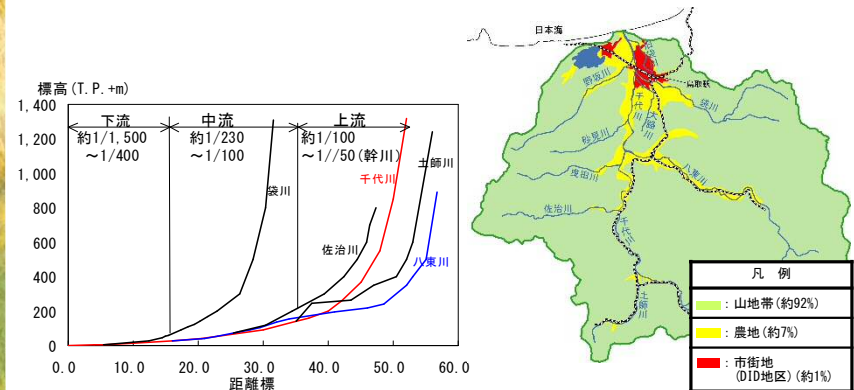 標高(T.P.+m)
1,400
1,200
1,000
800
600
400
200
0
0.0
10.0
20.0
30.0
40.0
50.0
60.0
距離標
下流
約1/1,500
～1/400
中流
約1/230
～1/100
上流
約1/100
～1//50(幹川)
袋川
千代川
土師川
佐治川
八東川
日本海
鳥取駅
野坂川
袋川
千代川
大路川
曳田川
八東川
佐治川
千代川
土師川
凡 例
：山地帯(約92%)
：農地(約7%)
：市街地
(DID地区)(約1%)